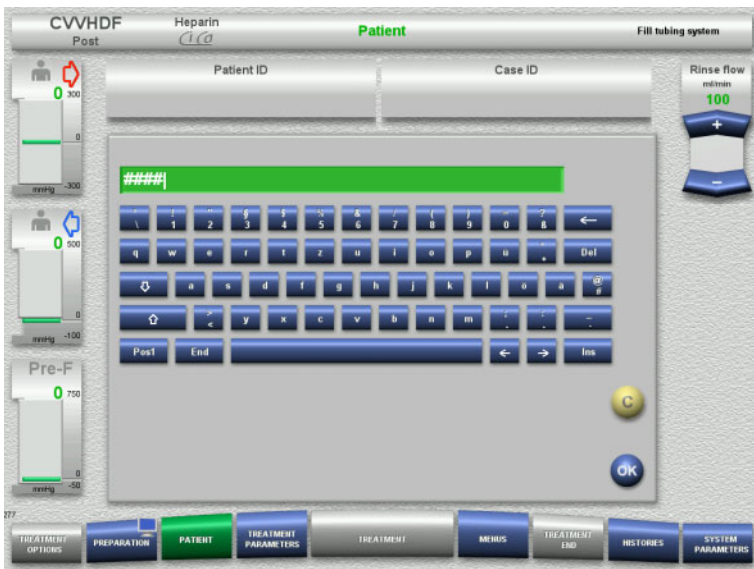 CVVHDF
Post
Heparin
CiCa
Patient
Fill tubing system
0
300
0
mmHg -300
0
500
0
mmHg -100
Pre-F
0
750
0
mmHg -50
Patient ID
Case ID
Rinse flow
ml/min
100
+
−
####
! " § $ % & / ( ) = ?
\ 1 2 3 4 5 6 7 8 9 0 ß ←
q w e r t z u i o p ü + Del
a s d f g h j k l ö ä @ #
> < y x c v b n m ; , : . _ -
Pos1 End ← → Ins
C
OK
277
TREATMENT OPTIONS
PREPARATION
PATIENT
TREATMENT PARAMETERS
TREATMENT
MENUS
TREATMENT END
HISTORIES
SYSTEM PARAMETERS